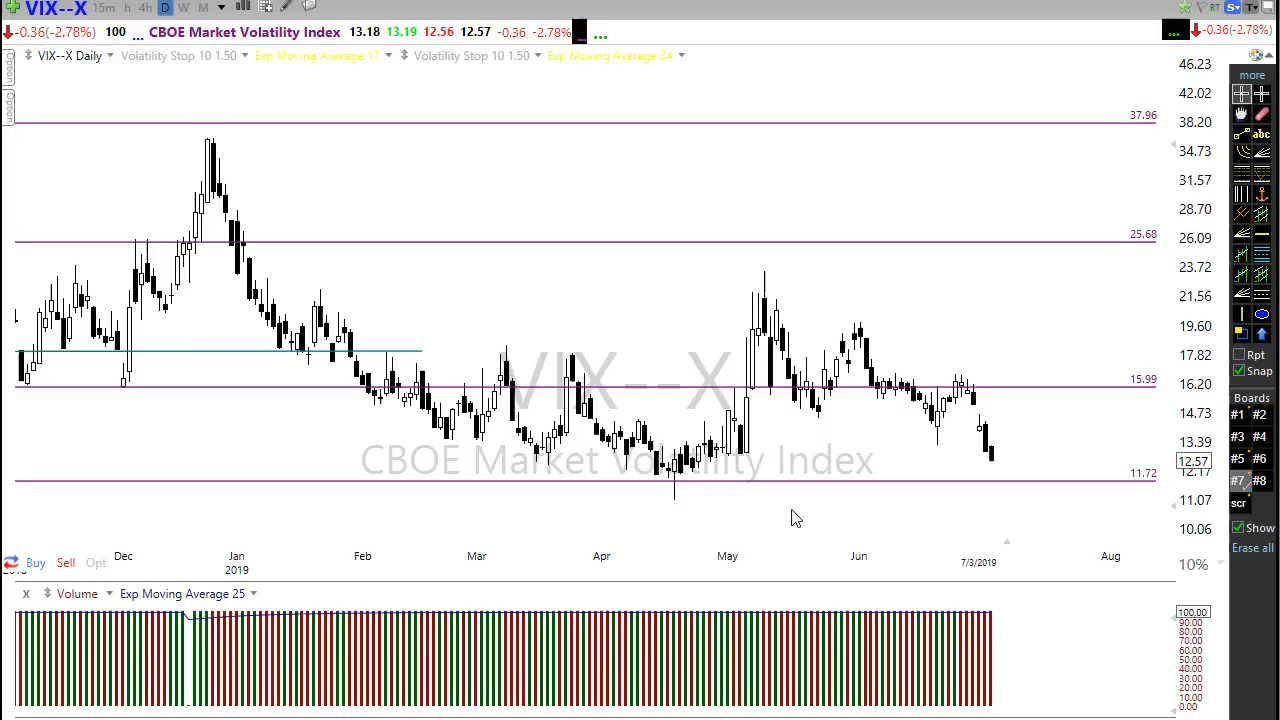 VIX--X 15m h 4h D W M RT S T
-0.36(-2.78%) 100 ... CBOE Market Volatility Index 13.18 13.19 12.56 12.57 -0.36 -2.78% ... ... -0.36(-2.78%)
VIX--X Daily Volatility Stop 10 1.50 Exp Moving Average 17 Volatility Stop 10 1.50 Exp Moving Average 34
Option
Option
46.23
42.02
38.20
34.73
31.57
28.70
26.09
23.72
21.56
19.60
17.82
16.20
14.73
13.39
12.57
12.17
11.07
10.06
10%
37.96
25.68
15.99
11.72
VIX--X
CBOE Market Volatility Index
Dec Jan Feb Mar Apr May Jun 7/3/2019 Aug
2019
Buy Sell Opt
X Volume Exp Moving Average 25
100.00
90.00
80.00
70.00
60.00
50.00
40.00
30.00
20.00
10.00
0.00
more
abc
Rpt
Snap
Boards
#1 #2
#3 #4
#5 #6
#7 #8
scr
Show
Erase all